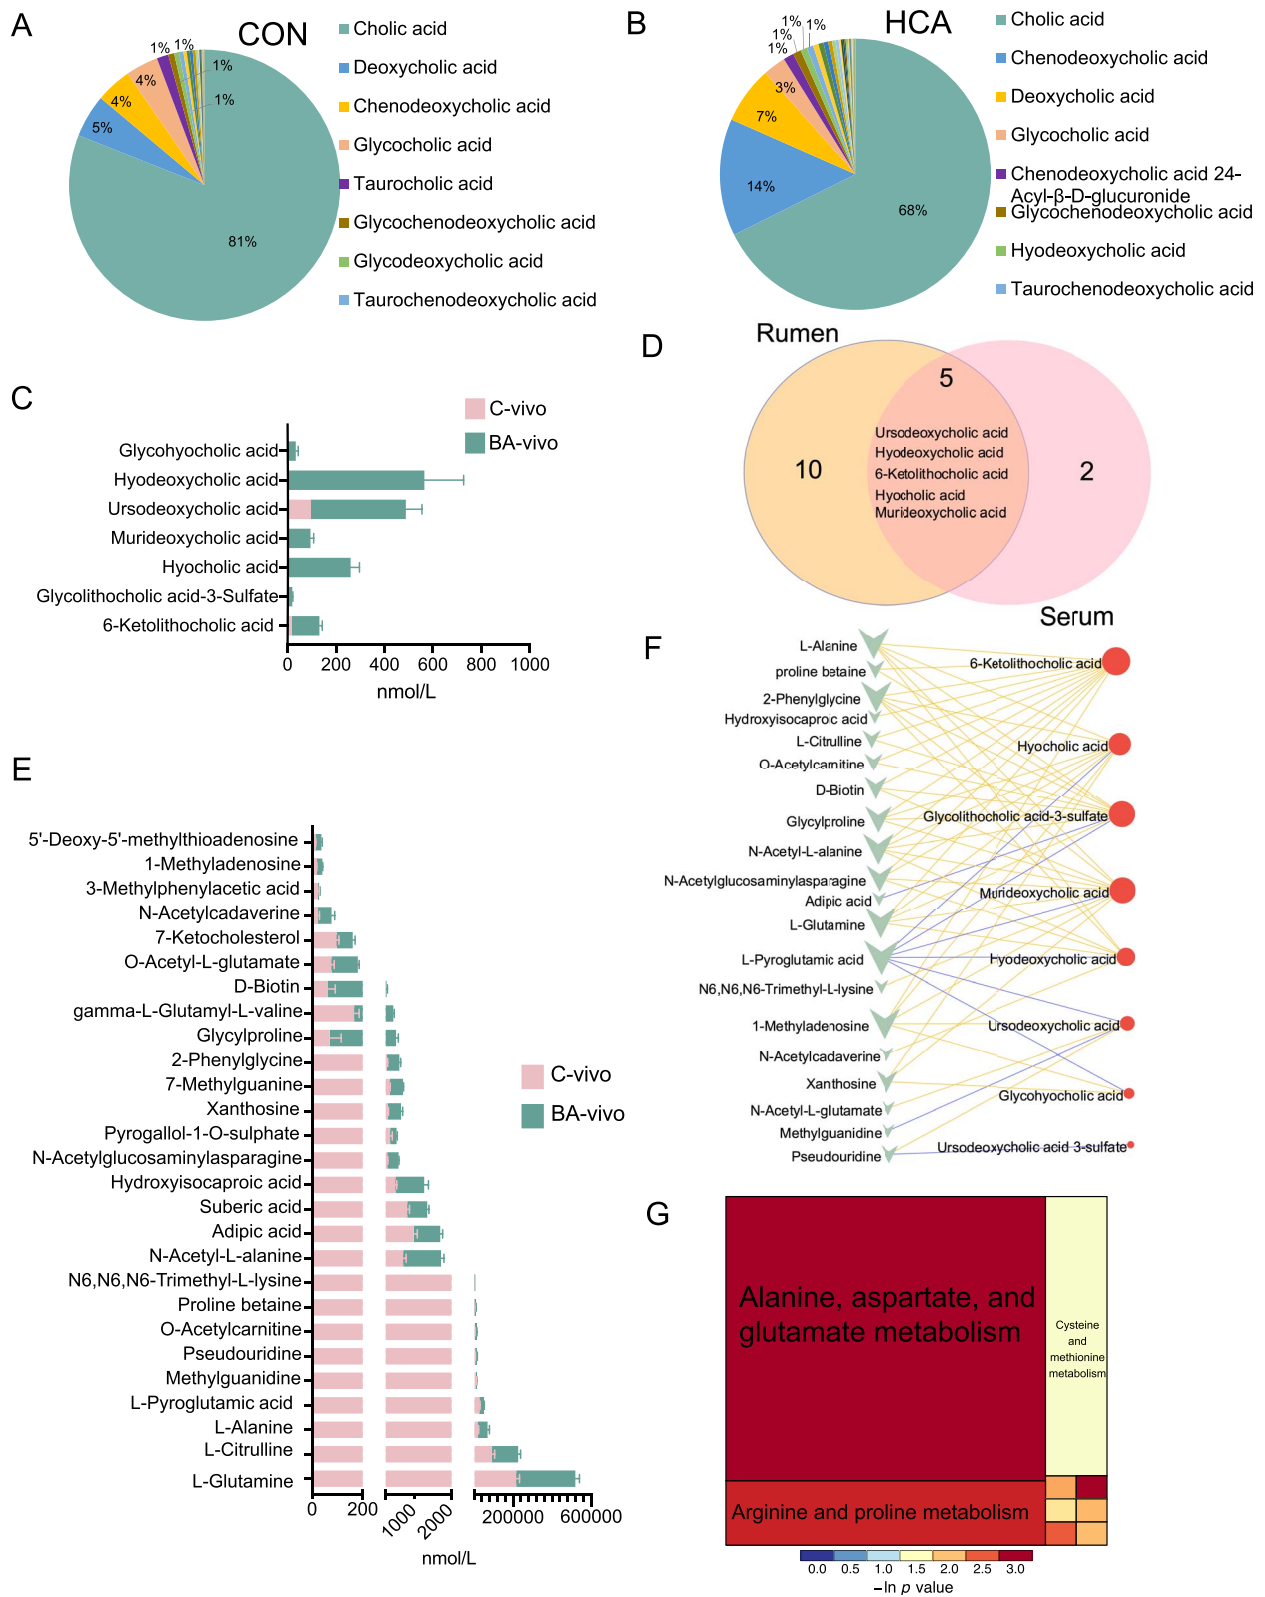 A
CON
1%
1%
1%
1%
4%
4%
5%
81%
Cholic acid
Deoxycholic acid
Chenodeoxycholic acid
Glycocholic acid
Taurocholic acid
Glycochenodeoxycholic acid
Glycodeoxycholic acid
Taurochenodeoxycholic acid
B
HCA
1%
1%
1%
1%
3%
7%
14%
68%
Cholic acid
Chenodeoxycholic acid
Deoxycholic acid
Glycocholic acid
Chenodeoxycholic acid 24-
Acyl-β-D-glucuronide
Glycochenodeoxycholic acid
Hyodeoxycholic acid
Taurochenodeoxycholic acid
C
C-vivo
BA-vivo
Glycohyocholic acid
Hyodeoxycholic acid
Ursodeoxycholic acid
Murideoxycholic acid
Hyocholic acid
Glycolithocholic acid-3-Sulfate
6-Ketolithocholic acid
0 200 400 600 800 1000
nmol/L
D
Rumen
5
Ursodeoxycholic acid
Hyodeoxycholic acid
6-Ketolithocholic acid
Hyocholic acid
Murideoxycholic acid
10
2
Serum
E
5'-Deoxy-5'-methylthioadenosine
1-Methyladenosine
3-Methylphenylacetic acid
N-Acetylcadaverine
7-Ketocholesterol
O-Acetyl-L-glutamate
D-Biotin
gamma-L-Glutamyl-L-valine
Glycylproline
2-Phenylglycine
7-Methylguanine
Xanthosine
Pyrogallol-1-O-sulphate
N-Acetylglucosaminylasparagine
Hydroxyisocaproic acid
Suberic acid
Adipic acid
N-Acetyl-L-alanine
N6,N6,N6-Trimethyl-L-lysine
Proline betaine
O-Acetylcarnitine
Pseudouridine
Methylguanidine
L-Pyroglutamic acid
L-Alanine
L-Citrulline
L-Glutamine
C-vivo
BA-vivo
0 200 1000 2000 200000 600000
nmol/L
F
L-Alanine
proline betaine
2-Phenylglycine
Hydroxyisocaproic acid
L-Citrulline
O-Acetylcarnitine
D-Biotin
Glycylproline
N-Acetyl-L-alanine
N-Acetylglucosaminylasparagine
Adipic acid
L-Glutamine
L-Pyroglutamic acid
N6,N6,N6-Trimethyl-L-lysine
1-Methyladenosine
N-Acetylcadaverine
Xanthosine
N-Acetyl-L-glutamate
Methylguanidine
Pseudouridine
6-Ketolithocholic acid
Hyocholic acid
Glycolithocholic acid-3-sulfate
Murideoxycholic acid
Hyodeoxycholic acid
Ursodeoxycholic acid
Glycohyocholic acid
Ursodeoxycholic acid 3-sulfate
G
Alanine, aspartate, and
glutamate metabolism
Cysteine
and
methionine
metabolism
Arginine and proline metabolism
0.0 0.5 1.0 1.5 2.0 2.5 3.0
−ln p value